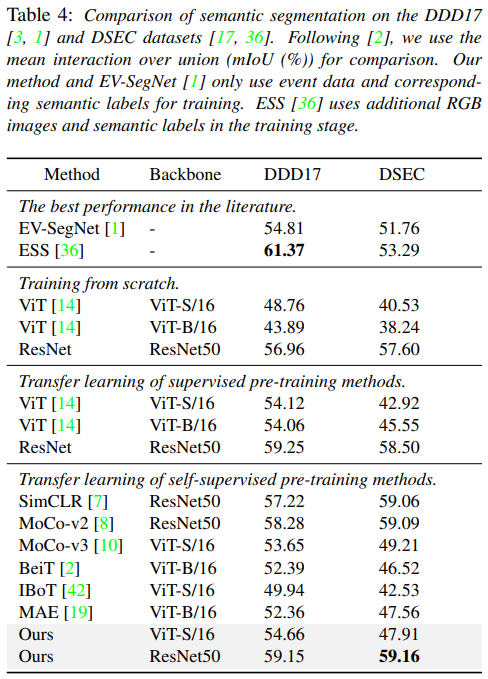 Table 4: Comparison of semantic segmentation on the DDD17
[3, 1] and DSEC datasets [17, 36]. Following [2], we use the
mean interaction over union (mIoU (%)) for comparison. Our
method and EV-SegNet [1] only use event data and correspond-
ing semantic labels for training. ESS [36] uses additional RGB
images and semantic labels in the training stage.
Method Backbone DDD17 DSEC
The best performance in the literature.
EV-SegNet [1] - 54.81 51.76
ESS [36] - 61.37 53.29
Training from scratch.
ViT [14] ViT-S/16 48.76 40.53
ViT [14] ViT-B/16 43.89 38.24
ResNet ResNet50 56.96 57.60
Transfer learning of supervised pre-training methods.
ViT [14] ViT-S/16 54.12 42.92
ViT [14] ViT-B/16 54.06 45.55
ResNet ResNet50 59.25 58.50
Transfer learning of self-supervised pre-training methods.
SimCLR [7] ResNet50 57.22 59.06
MoCo-v2 [8] ResNet50 58.28 59.09
MoCo-v3 [10] ViT-S/16 53.65 49.21
BeiT [2] ViT-B/16 52.39 46.52
IBoT [42] ViT-S/16 49.94 42.53
MAE [19] ViT-B/16 52.36 47.56
Ours ViT-S/16 54.66 47.91
Ours ResNet50 59.15 59.16